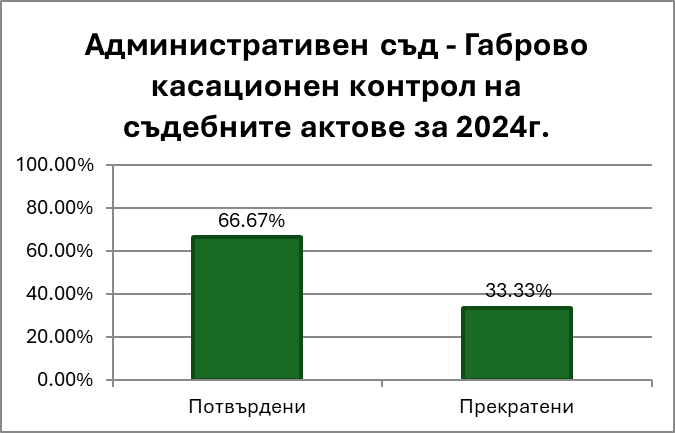 Административен съд - Габрово
касационен контрол на
съдебните актове за 2024г.
100.00%
80.00%
60.00%
40.00%
20.00%
0.00%
66.67%
33.33%
Потвърдени
Прекратени